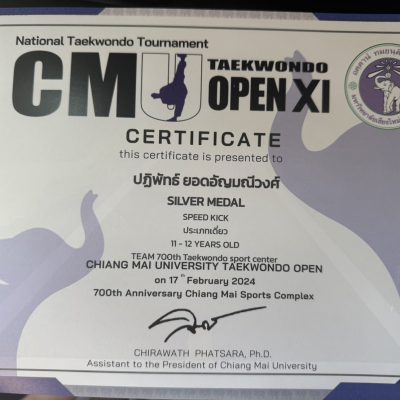 National Taekwondo Tournament
CMU TAEKWONDO
OPEN XI
CERTIFICATE
this certificate is presented to
ปฏิพัทธ์ ยอดอัญมณีวงศ์
SILVER MEDAL
SPEED KICK
ประเภทเดี่ยว
11 - 12 YEARS OLD
TEAM 700th Taekwondo sport center
CHIANG MAI UNIVERSITY TAEKWONDO OPEN
on 17th February 2024
700th Anniversary Chiang Mai Sports Complex
CHIRAWATH PHATSARA, Ph.D.
Assistant to the President of Chiang Mai University